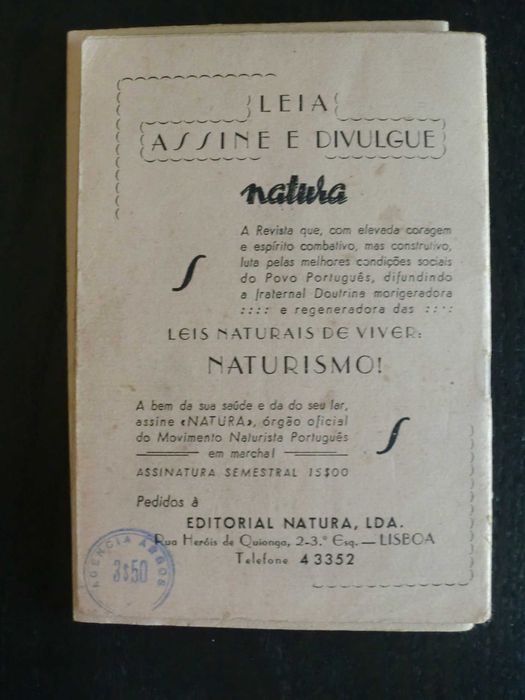 LEIA
ASSINE E DIVULGUE
natura
A Revista que, com elevada coragem
e espírito combativo, mas construtivo,
luta pelas melhores condições sociais
do Povo Português, difundindo
a fraternal Doutrina morigeradora
:::: e regeneradora das ::::
LEIS NATURAIS DE VIVER:
NATURISMO!
A bem da sua saúde e da do seu lar,
assine «NATURA», órgão oficial
do Movimento Naturista Português
em marcha!
ASSINATURA SEMESTRAL 15$00
Pedidos à
EDITORIAL NATURA, LDA.
Rua Heróis de Quionga, 2-3.º Esq. — LISBOA
Telefone 43352
AGENCIA ARGOS
3$50